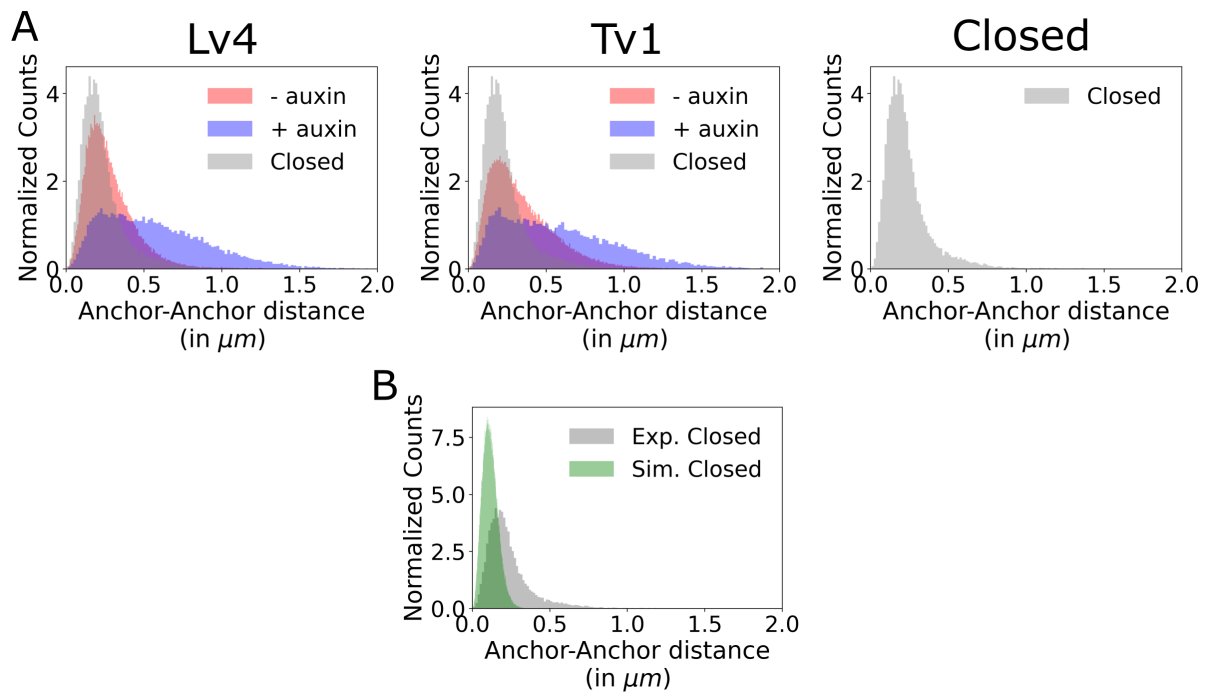 A
Lv4
Tv1
Closed
Normalized Counts
4
2
0
- auxin
+ auxin
Closed
0.0 0.5 1.0 1.5 2.0
Anchor-Anchor distance
(in μm)
Normalized Counts
4
2
0
- auxin
+ auxin
Closed
0.0 0.5 1.0 1.5 2.0
Anchor-Anchor distance
(in μm)
Normalized Counts
4
2
0
Closed
0.0 0.5 1.0 1.5 2.0
Anchor-Anchor distance
(in μm)
B
Normalized Counts
7.5
5.0
2.5
0.0
Exp. Closed
Sim. Closed
0.0 0.5 1.0 1.5 2.0
Anchor-Anchor distance
(in μm)